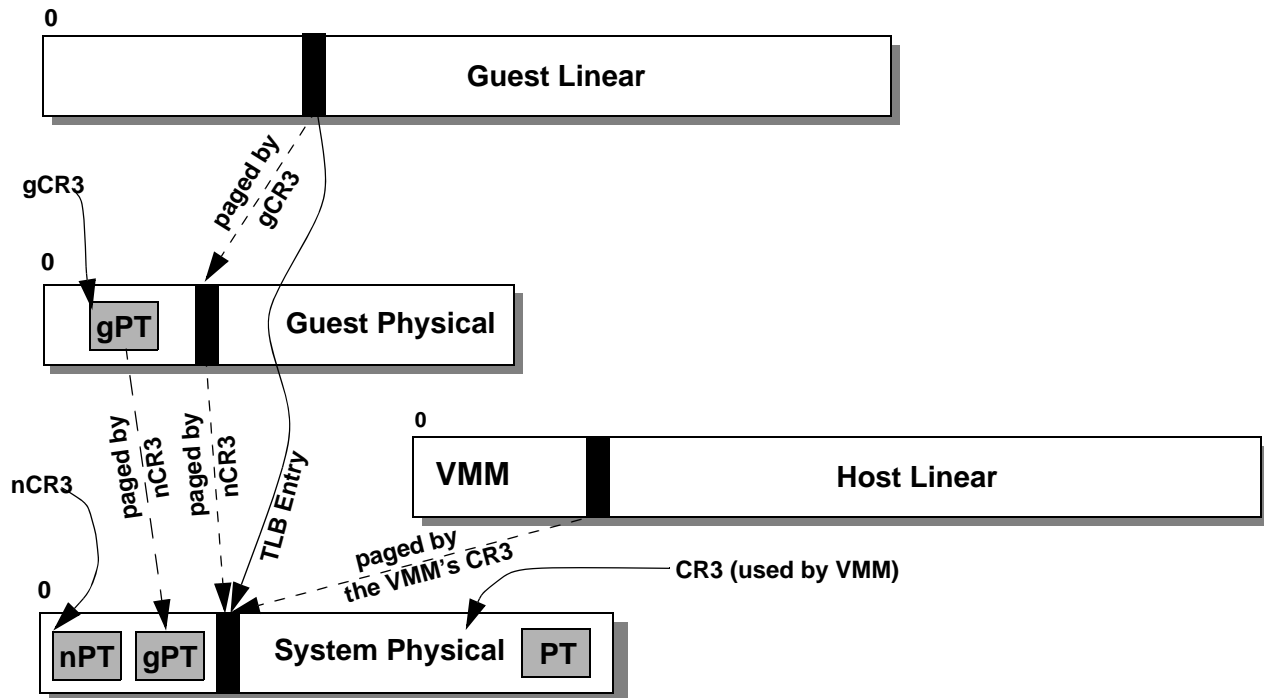 0
Guest Linear
paged by
gCR3
gCR3
0
gPT
Guest Physical
paged by
nCR3
paged by
nCR3
TLB Entry
0
VMM
Host Linear
nCR3
paged by
the VMM's CR3
CR3 (used by VMM)
0
nPT
gPT
System Physical
PT